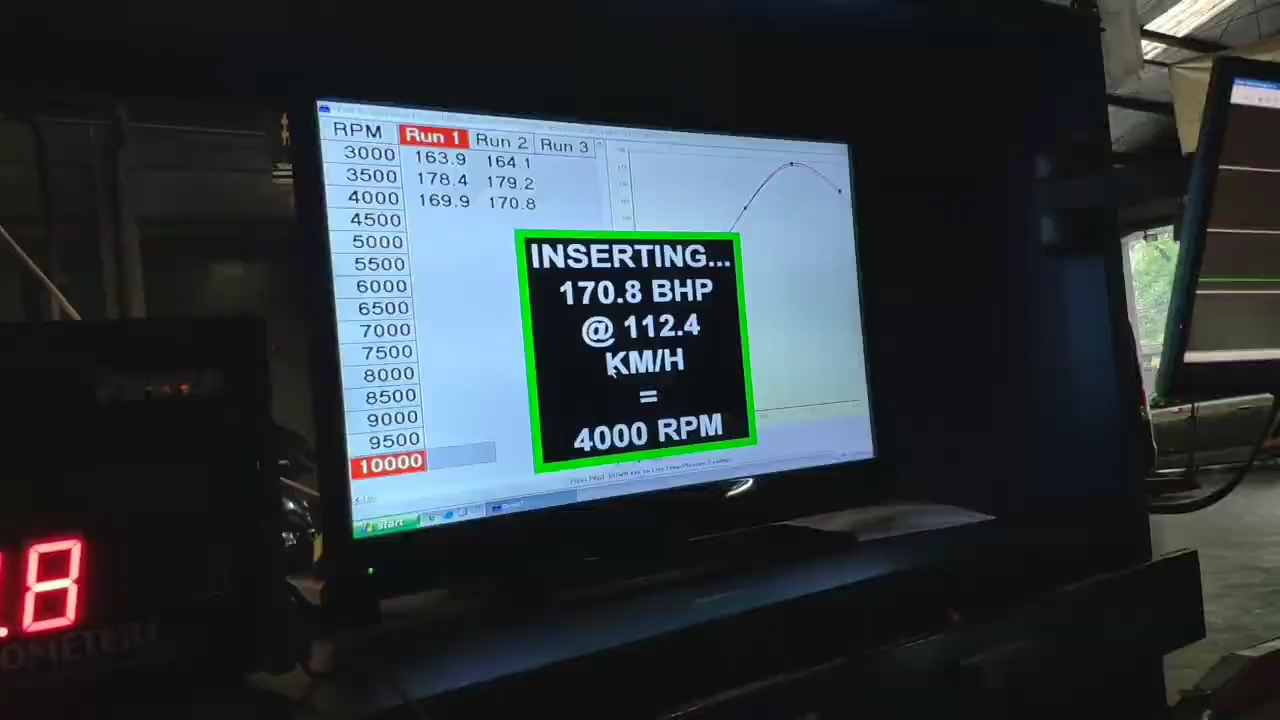 RPM Run 1 Run 2 Run 3
3000 163.9 164.1
3500 178.4 179.2
4000 169.9 170.8
4500
5000
5500
6000
6500
7000
7500
8000
8500
9000
9500
10000
INSERTING...
170.8 BHP
@ 112.4
KM/H
=
4000 RPM
start
.8